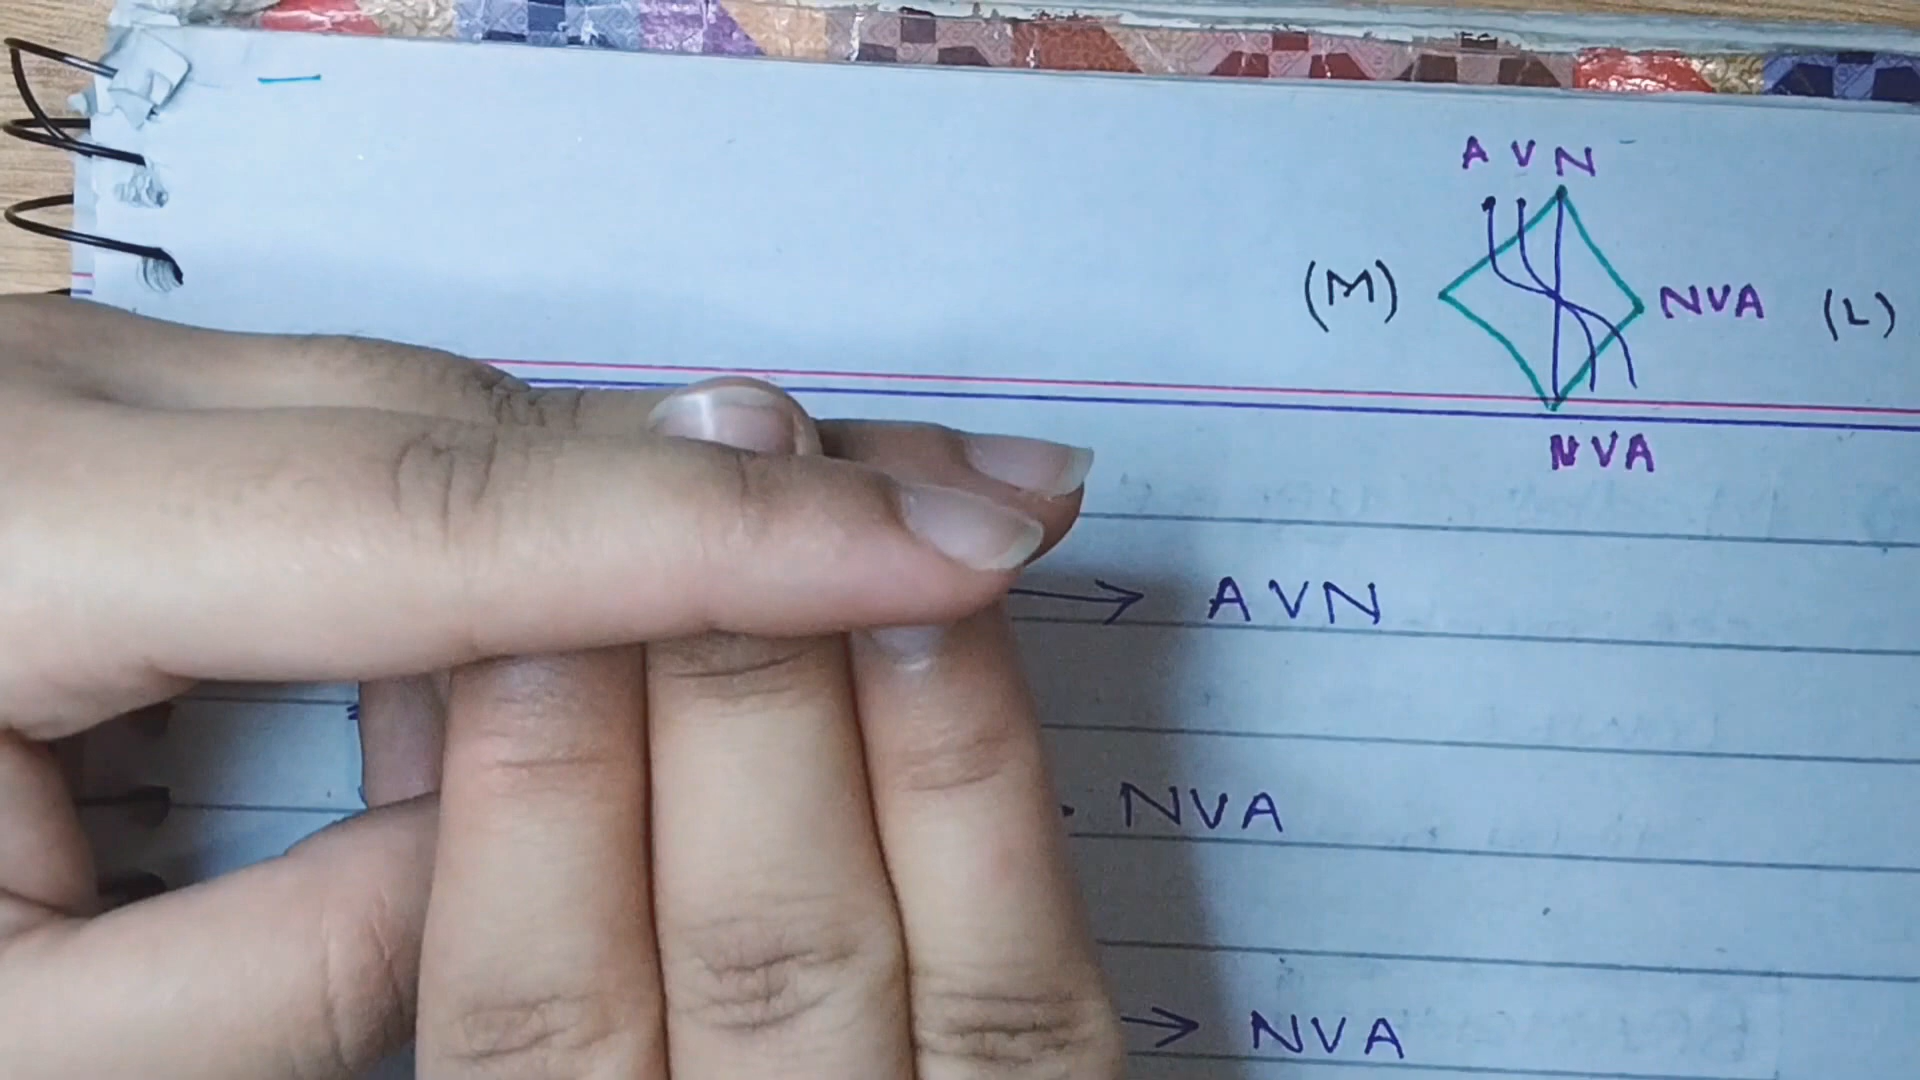 A V N
(M) NVA (L)
NVA
→ AVN
NVA
→ NVA